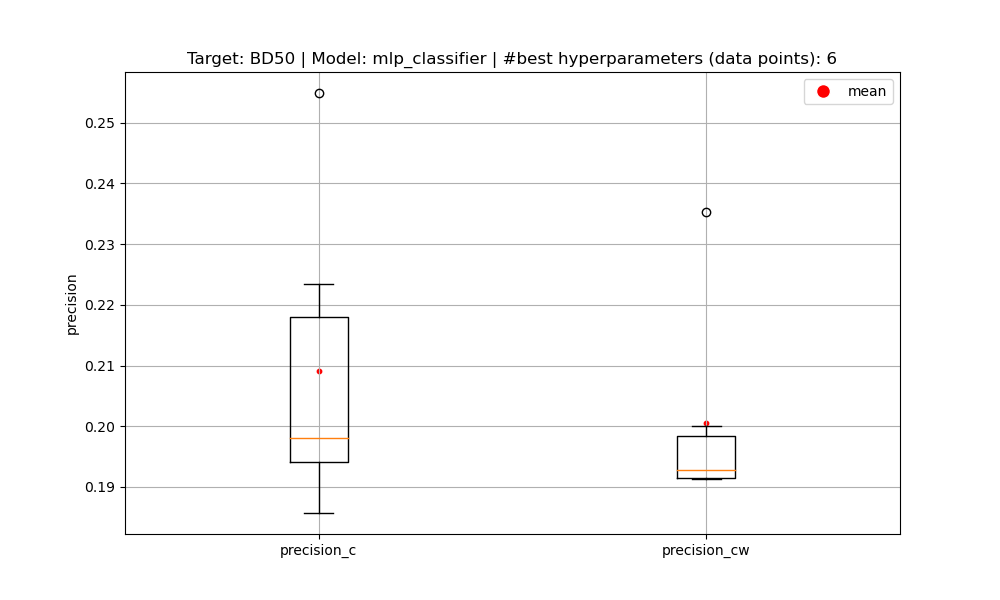 Target: BD50 | Model: mlp_classifier | #best hyperparameters (data points): 6
mean
0.25
0.24
0.23
0.22
0.21
0.20
0.19
precision
precision_c
precision_cw